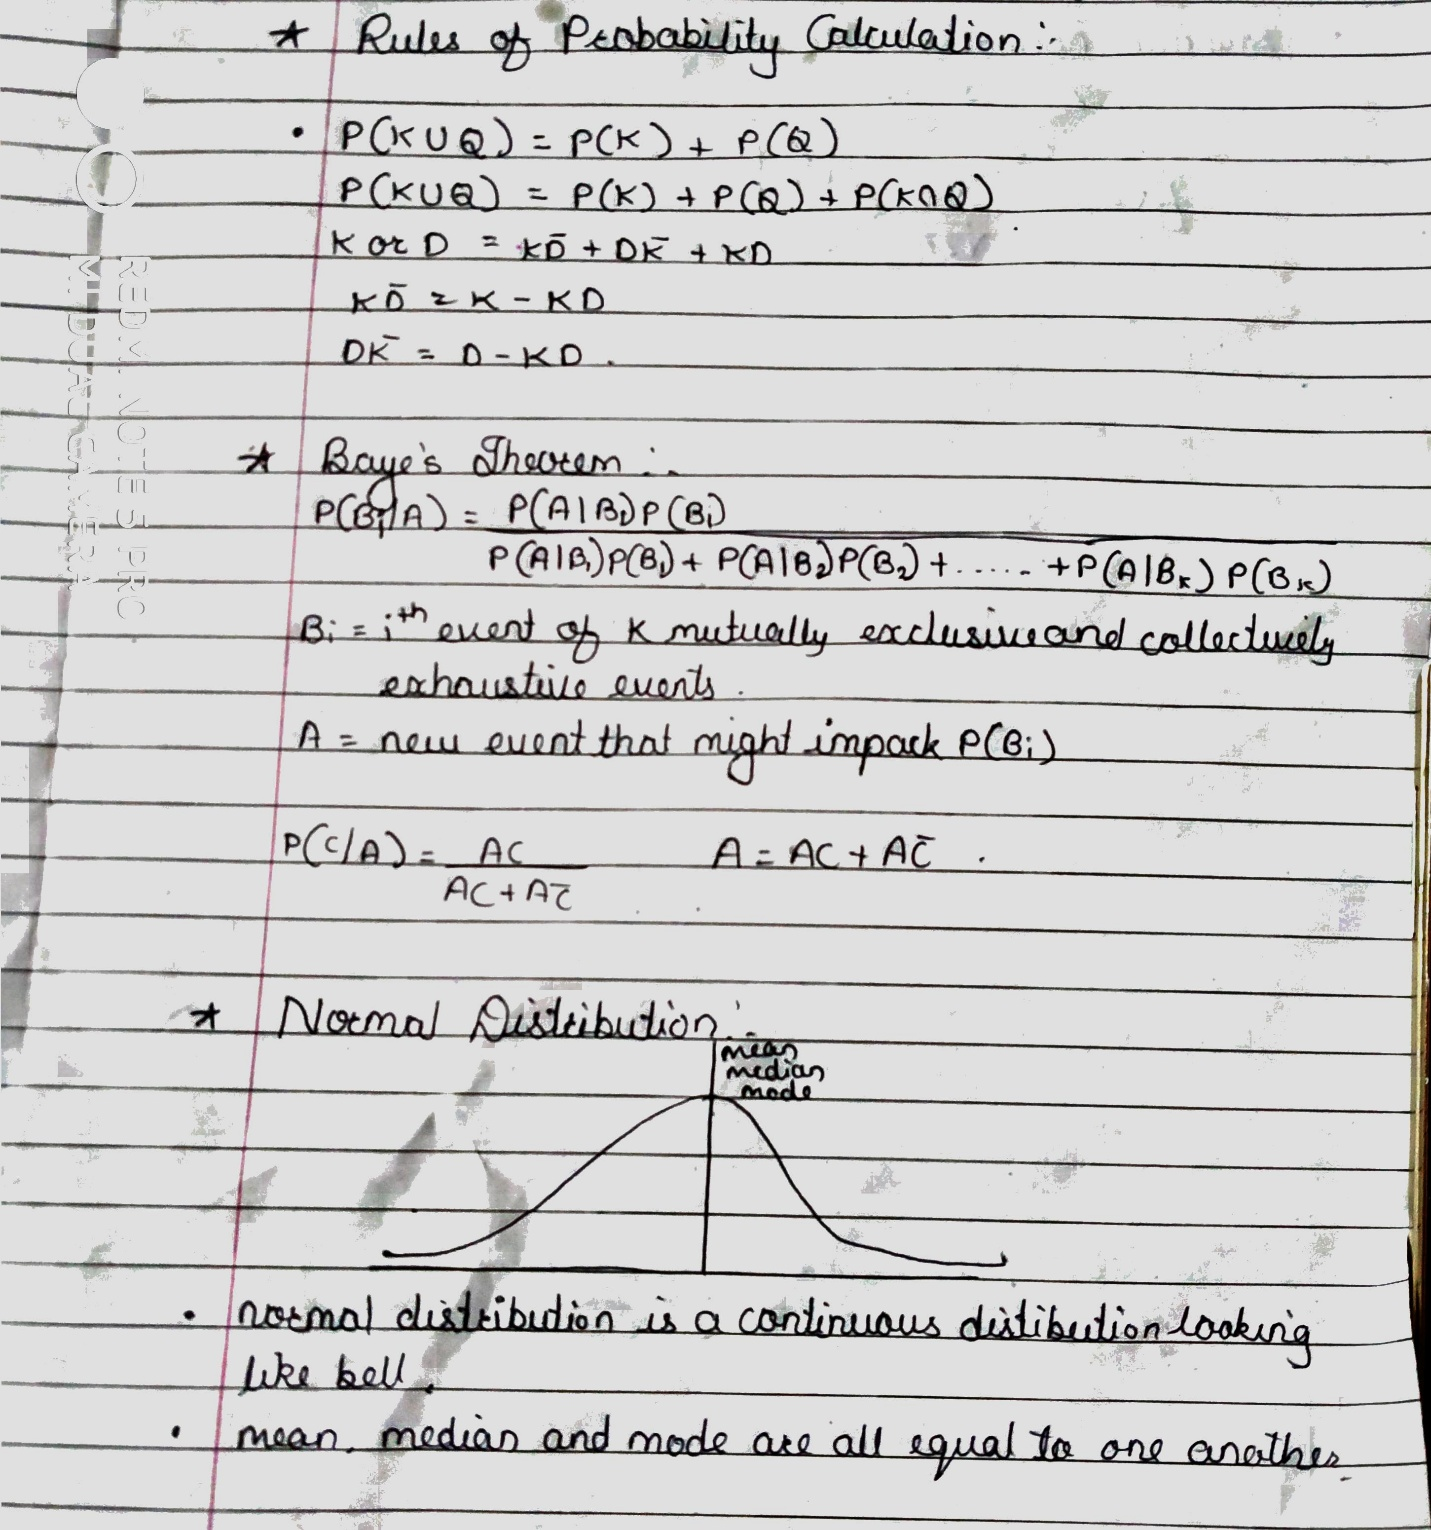 * Rules of Probability Calculation :-
• P(K∪Q) = P(K) + P(Q)
P(K∪Q) = P(K) + P(Q) + P(K∩Q)
K or D = KD̄ + DK̄ + KD
KD̄ = K - KD
DK̄ = D - KD .
* Baye's Theorem :-
P(Bi/A) = P(A|Bi)P(Bi)
P(A|B1)P(B1) + P(A|B2)P(B2) + ...... + P(A|Bk) P(Bk)
Bi = ith event of K mutually exclusive and collectively
exhaustive events .
A = new event that might impack P(Bi)
P(C/A) = AC A = AC + AC̄ .
AC + AC̄
* Normal Distribution :-
mean
median
mode
• normal distribution is a continuous distibution looking
like bell .
• mean, median and mode are all equal to one another
REDMI NOTE 5 PRO
MI DUAL CAMERA